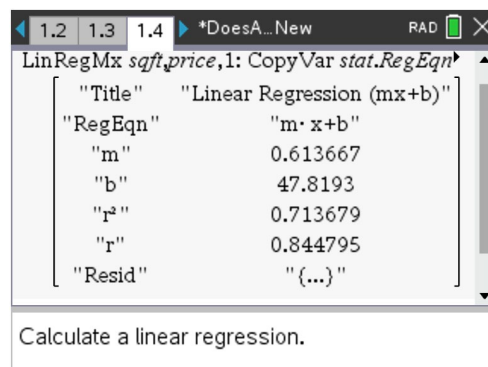 1.2 1.3 1.4 *DoesA...New RAD
LinRegMx sqft,price,1: CopyVar stat.RegEqn
"Title" "Linear Regression (mx+b)"
"RegEqn" "m·x+b"
"m" 0.613667
"b" 47.8193
"r²" 0.713679
"r" 0.844795
"Resid" "{...}"
Calculate a linear regression.